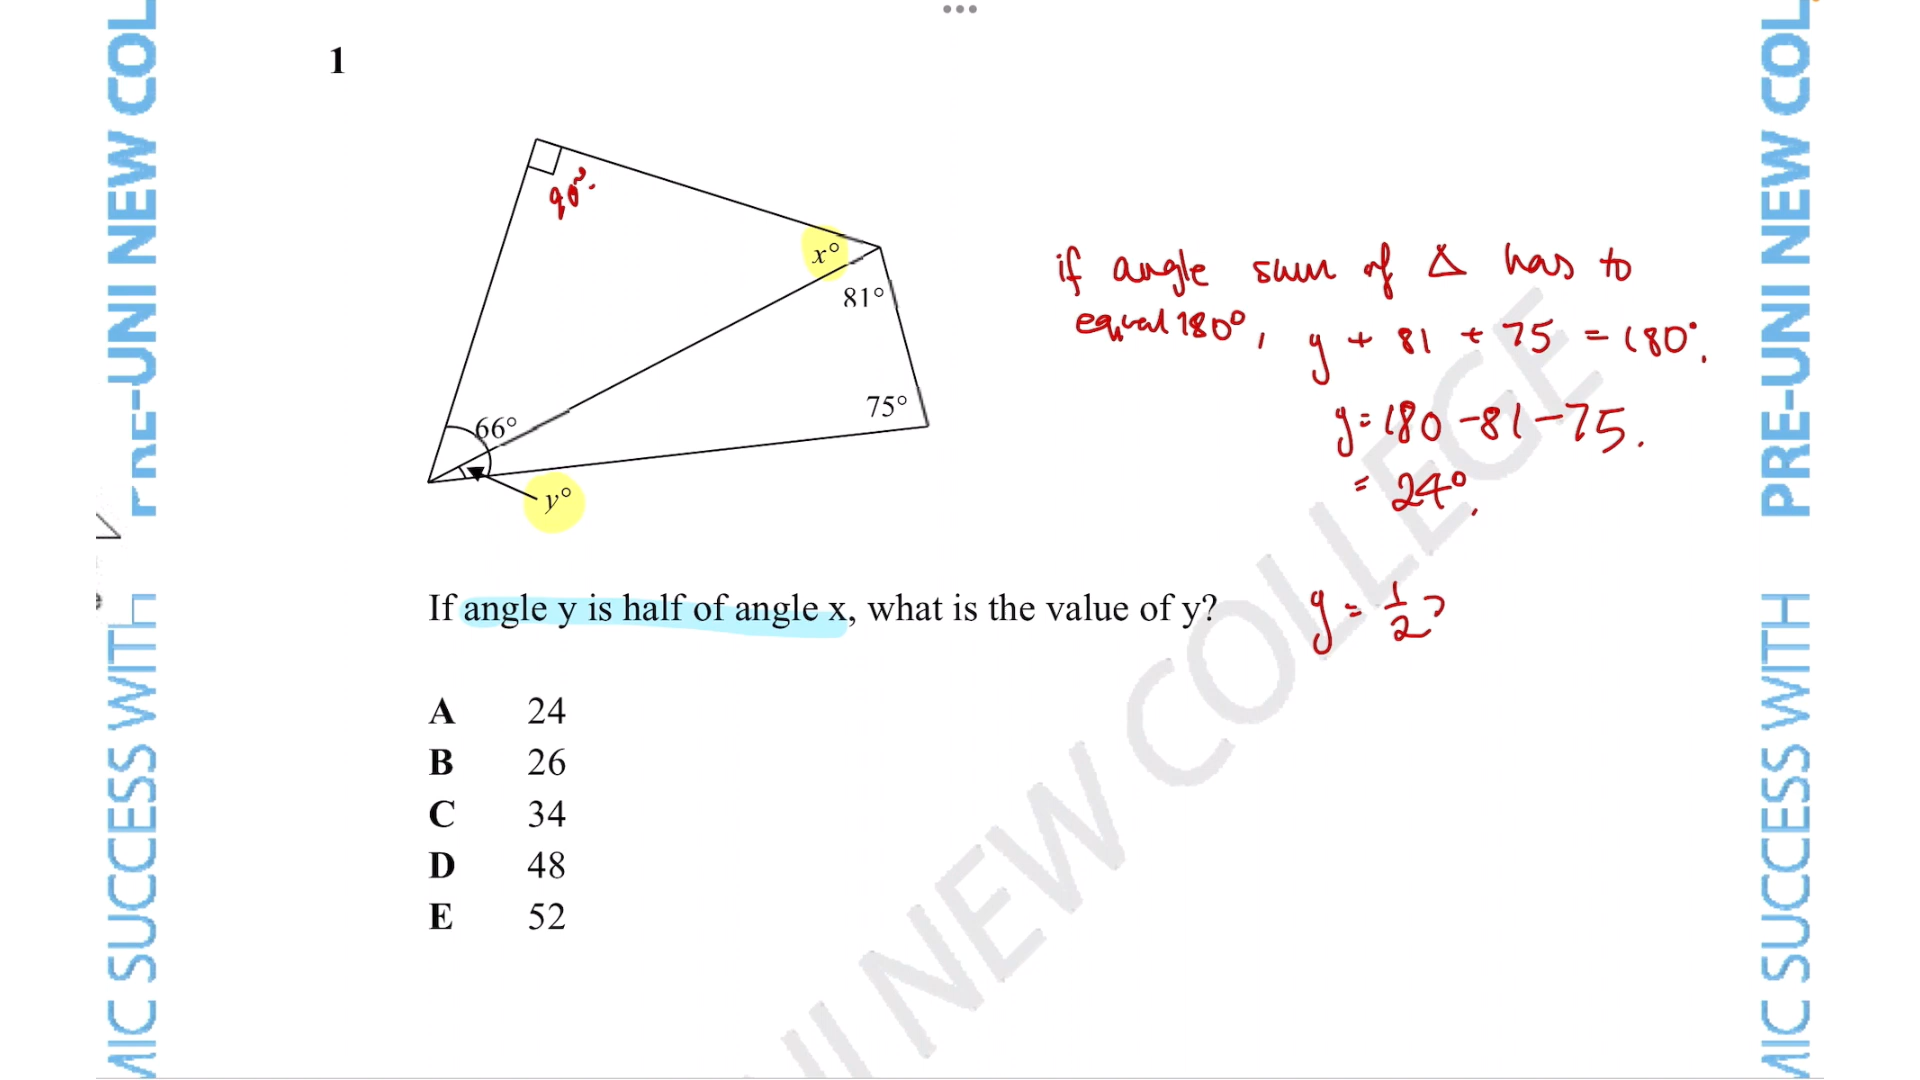 1
90°.
x°
81°
75°
66°
y°
if angle sum of Δ has to
equal 180°, y + 81 + 75 = 180°.
y = 180 - 81 - 75.
= 24°.
If angle y is half of angle x, what is the value of y?
y = 1/2
A 24
B 26
C 34
D 48
E 52
MIC SUCCESS WITH PRE-UNI NEW COL
MIC SUCCESS WITH PRE-UNI NEW COL
NI NEW COLLEGE